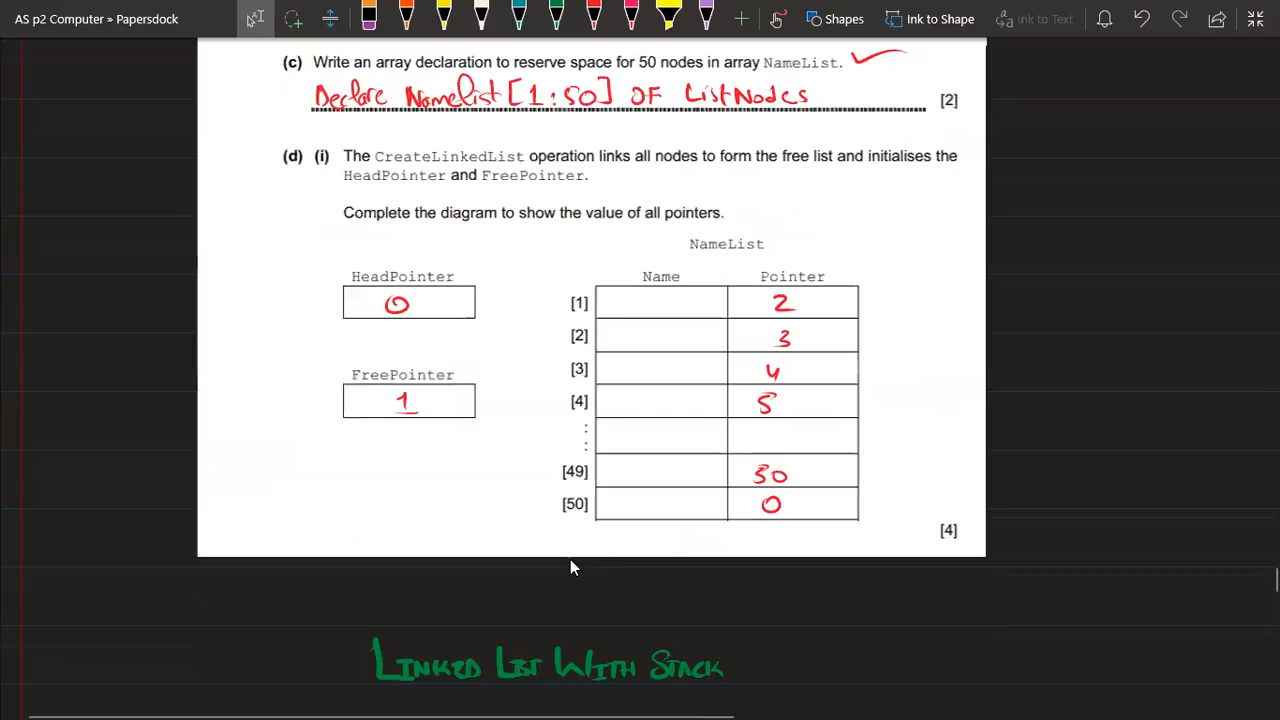 AS p2 Computer » Papersdock
Shapes
Ink to Shape
Ink to Text
(c) Write an array declaration to reserve space for 50 nodes in array NameList.
Declare NameList [1:50] OF ListNodes
[2]
(d) (i) The CreateLinkedList operation links all nodes to form the free list and initialises the
HeadPointer and FreePointer.
Complete the diagram to show the value of all pointers.
NameList
HeadPointer
0
FreePointer
1
Name Pointer
[1] 2
[2] 3
[3] 4
[4] 5
:
:
[49] 50
[50] 0
[4]
LINKED LIST WITH STACK